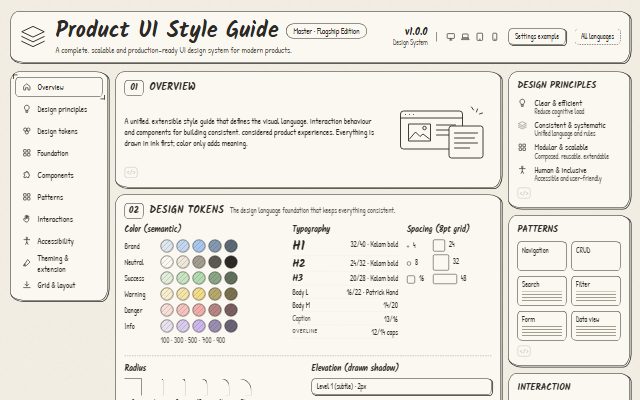 Product UI Style Guide
Master · Flagship Edition
A complete, scalable and production-ready UI design system for modern products.
v1.0.0
Design System
Settings example
All languages
Overview
Design principles
Design tokens
Foundation
Components
Patterns
Interactions
Accessibility
Theming &
extension
Grid & layout
01 OVERVIEW
A unified, extensible style guide that defines the visual language, interaction behaviour
and components for building consistent, considered product experiences. Everything is
drawn in ink first; color only adds meaning.
</>
02 DESIGN TOKENS The design language foundation that keeps everything consistent.
Color (semantic)
Brand
Neutral
Success
Warning
Danger
Info
100 · 300 · 500 · 700 · 900
Typography
H1 32/40 · Kalam bold
H2 24/32 · Kalam bold
H3 20/28 · Kalam bold
Body L 16/22 · Patrick Hand
Body M 14/20
Caption 13/16
OVERLINE 12/14 caps
Spacing (8pt grid)
4 24
8 32
16 48
Radius
Elevation (drawn shadow)
Level 1 (subtle) · 2px
DESIGN PRINCIPLES
Clear & efficient
Reduce cognitive load
Consistent & systematic
Unified language and rules
Modular & scalable
Composed, reusable, extendable
Human & inclusive
Accessible and user-friendly
</>
PATTERNS
Navigation CRUD
Search Filter
Form Data view
</>
INTERACTION